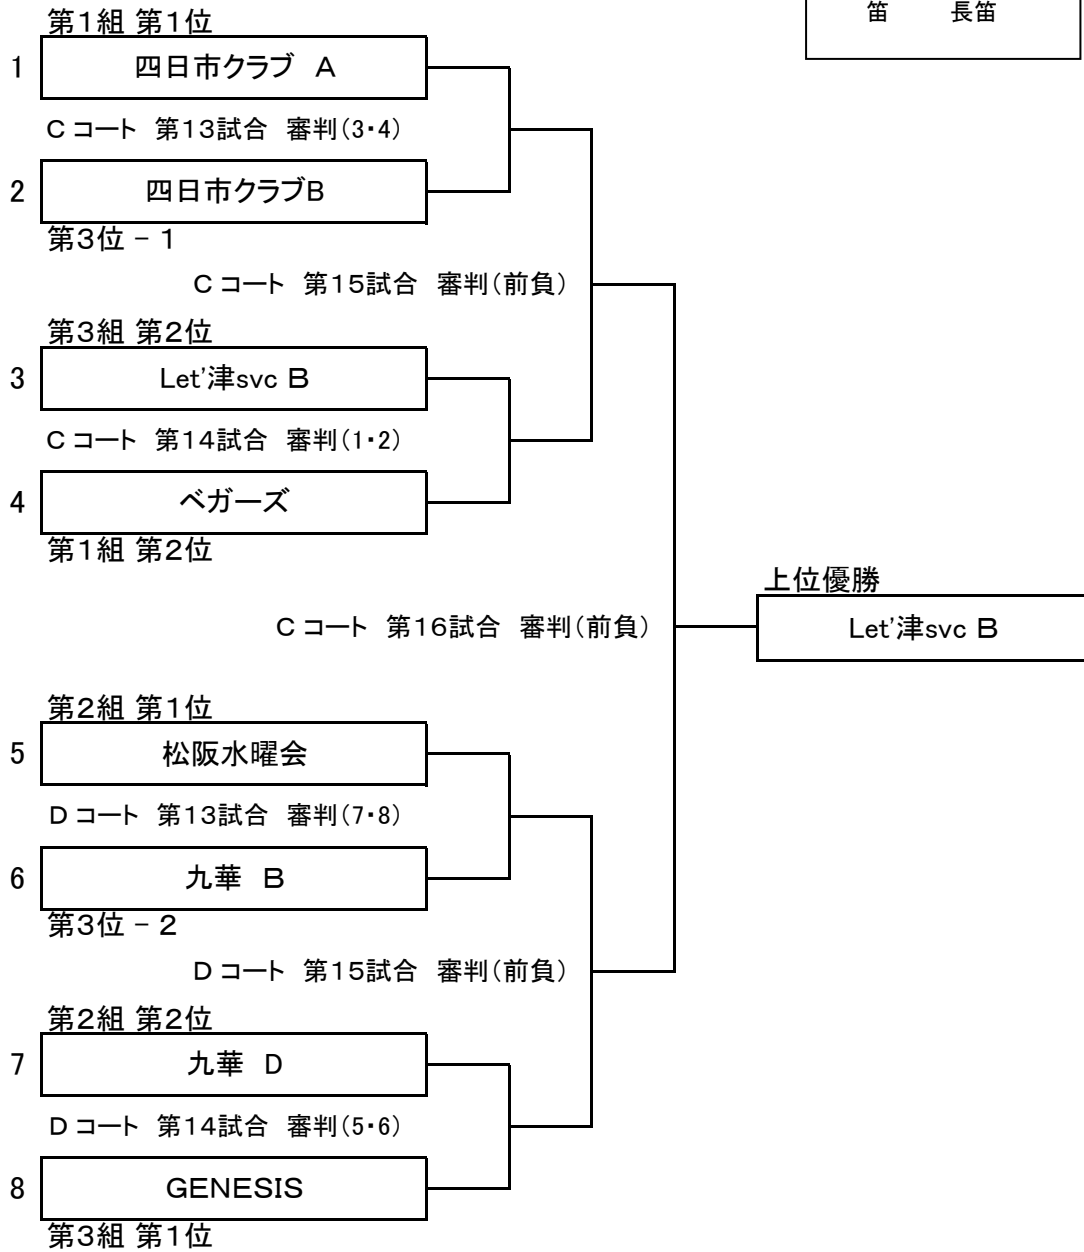 笛　　長笛
第１組 第１位
1
四日市クラブ　A
C コート　第１３試合　審判（3・4）
2
四日市クラブB
第３位 － １
C コート　第１５試合　審判（前負）
第３組 第２位
3
Let'津svc B
C コート　第１４試合　審判（1・2）
4
ベガーズ
第１組 第２位
上位優勝
C コート　第１６試合　審判（前負）
Let'津svc B
第２組 第１位
5
松阪水曜会
D コート　第１３試合　審判（7・8）
6
九華　B
第３位 － ２
D コート　第１５試合　審判（前負）
第２組 第２位
7
九華　D
D コート　第１４試合　審判（5・6）
8
GENESIS
第３組 第１位